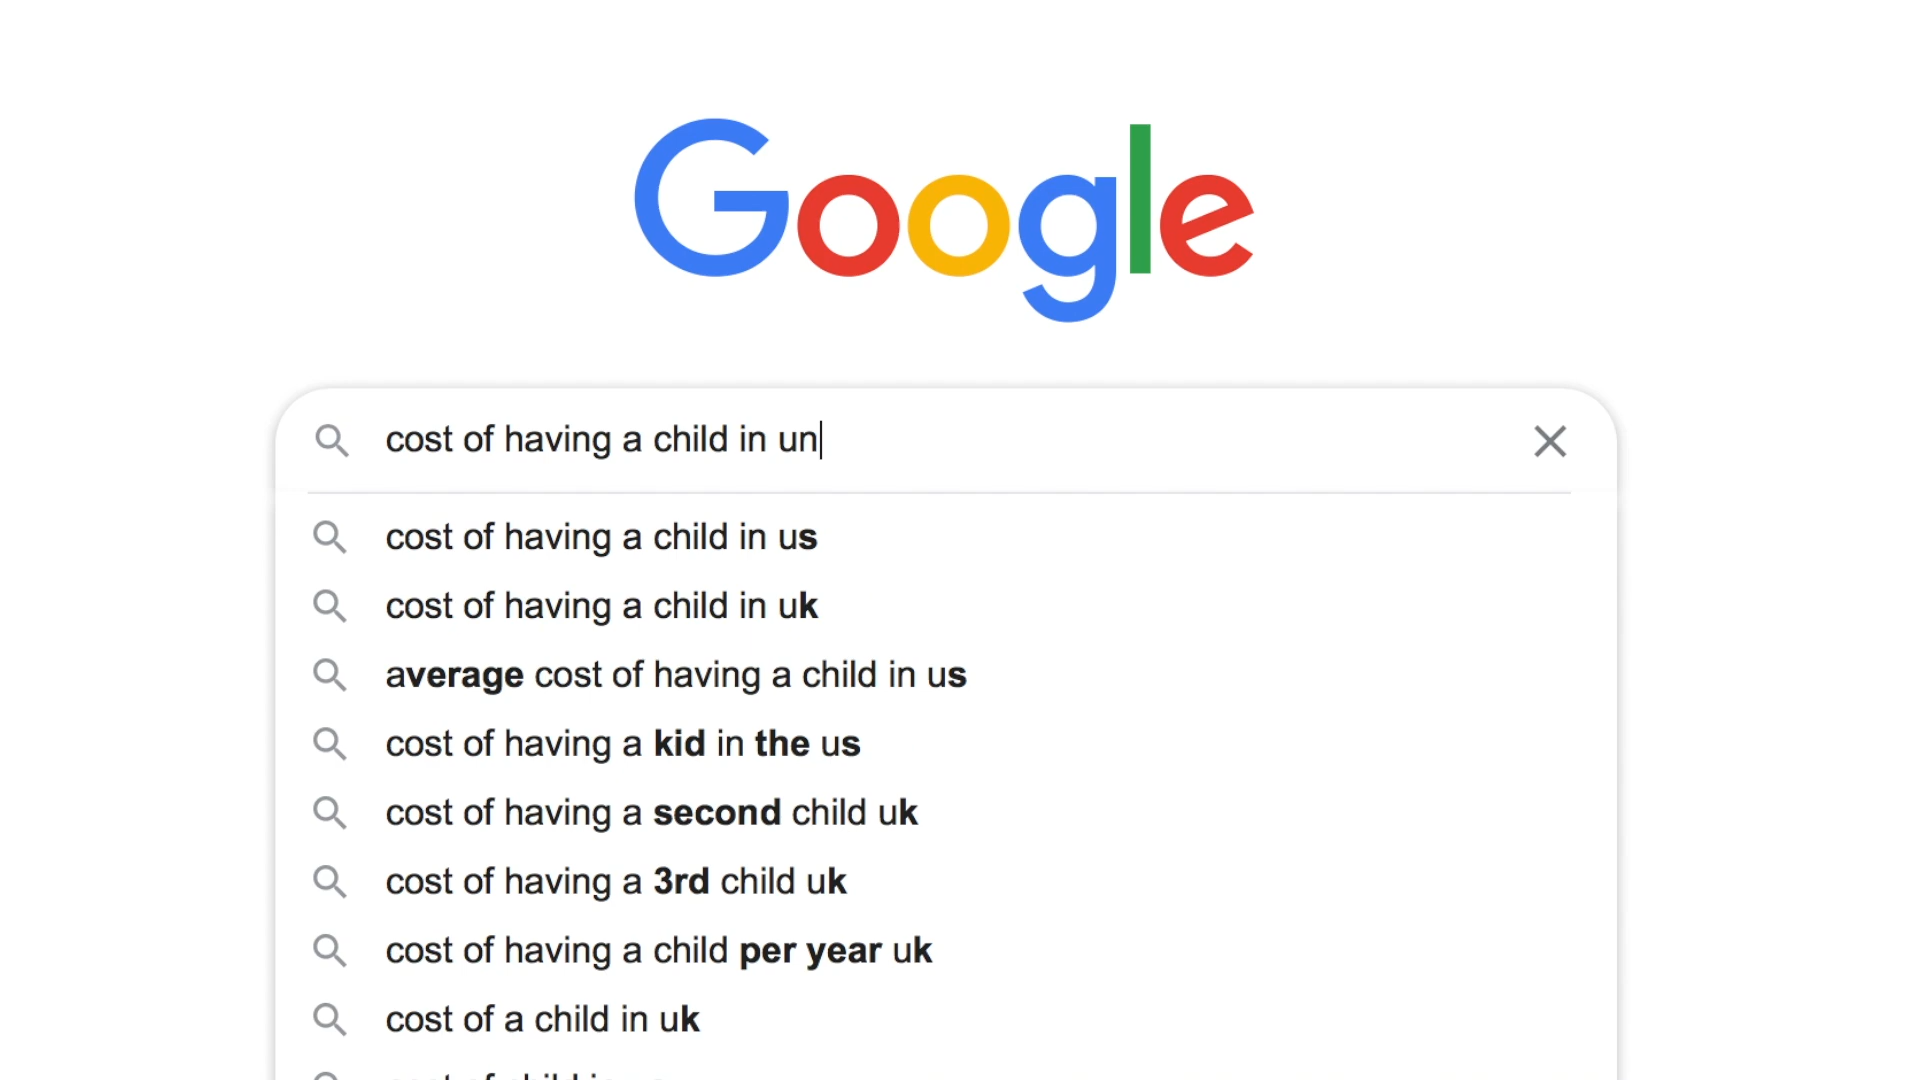 Google
cost of having a child in un
cost of having a child in us
cost of having a child in uk
average cost of having a child in us
cost of having a kid in the us
cost of having a second child uk
cost of having a 3rd child uk
cost of having a child per year uk
cost of a child in uk